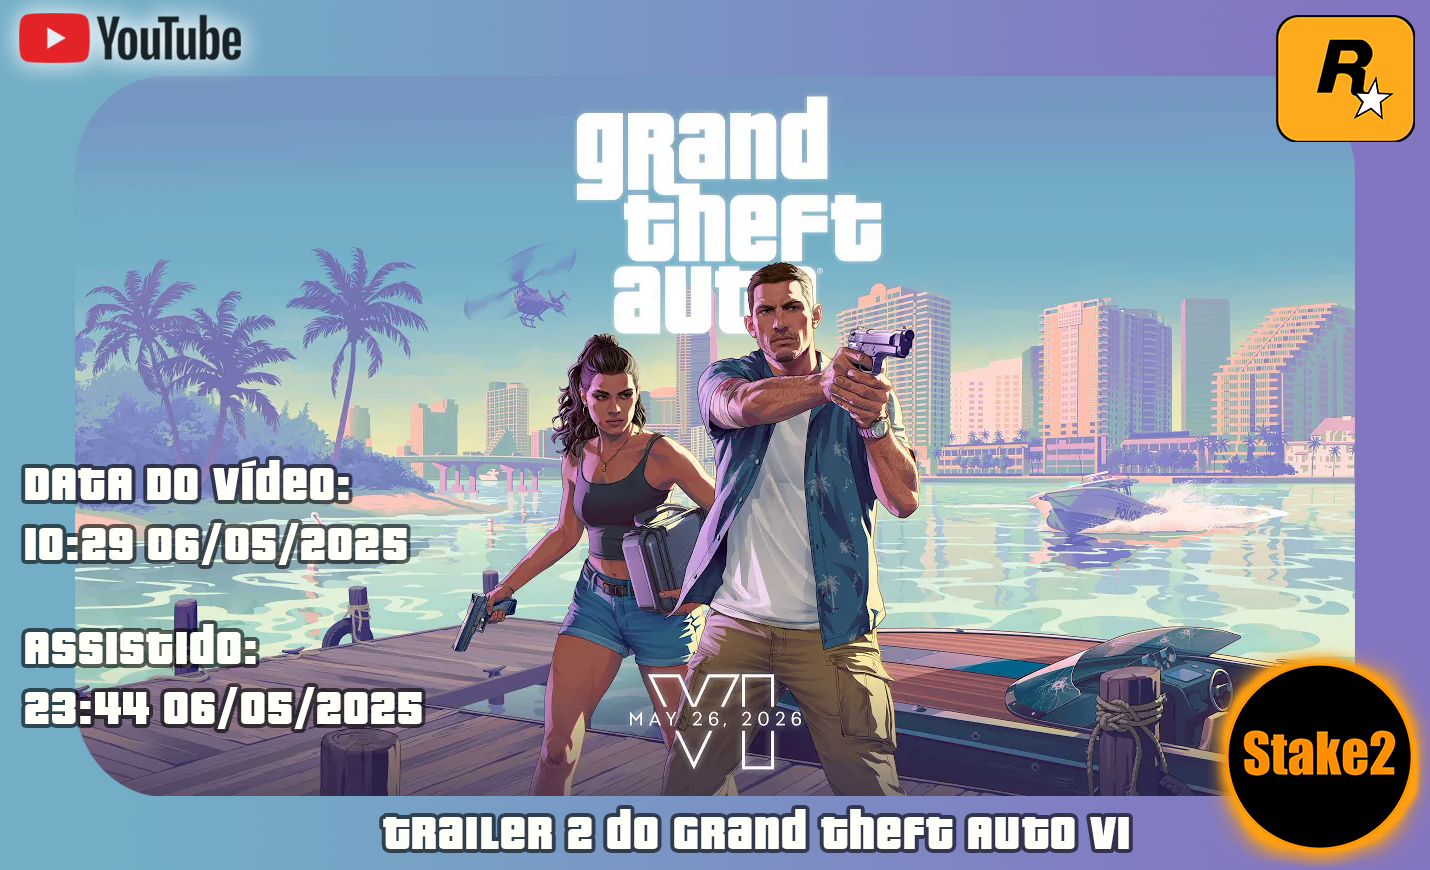 YouTube
R
grand
theft
auto
®
DATA DO VÍDEO:
10:29 06/05/2025
ASSISTIDO:
23:44 06/05/2025
POLICE
VI
MAY 26, 2026
Stake2
TRAILER 2 DO GRAND THEFT AUTO VI